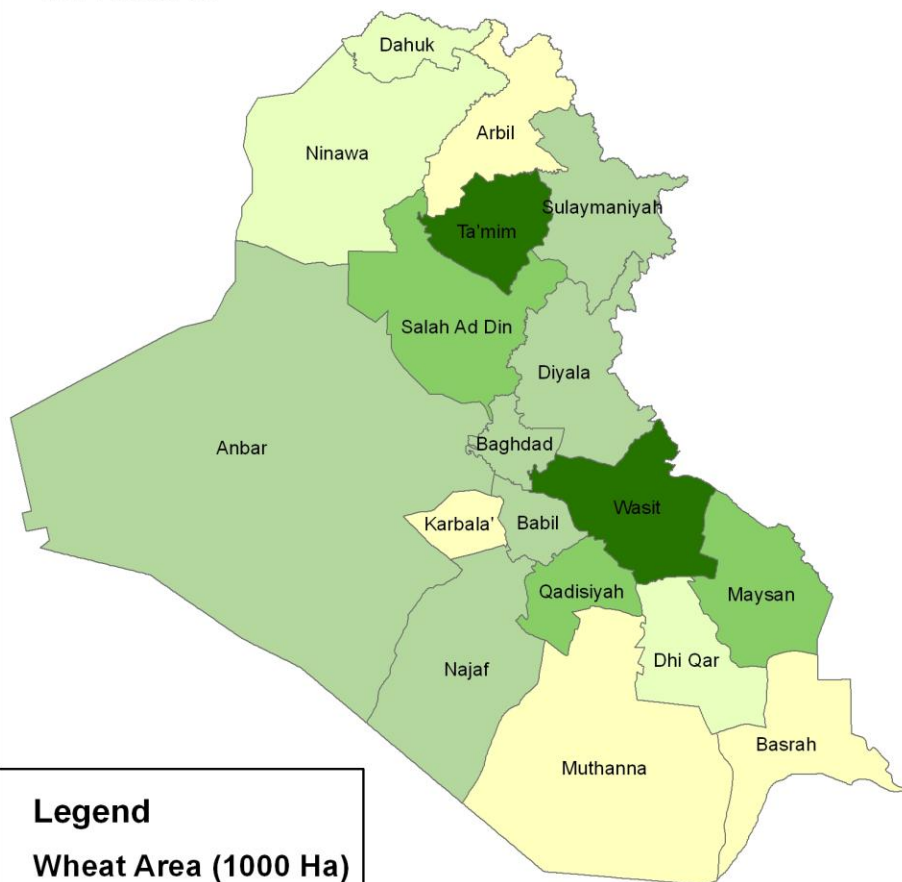 Dahuk
Arbil
Ninawa
Sulaymaniyah
Ta'mim
Salah Ad Din
Diyala
Anbar
Baghdad
Wasit
Karbala'
Babil
Qadisiyah
Maysan
Najaf
Dhi Qar
Basrah
Muthanna
Legend
Wheat Area (1000 Ha)